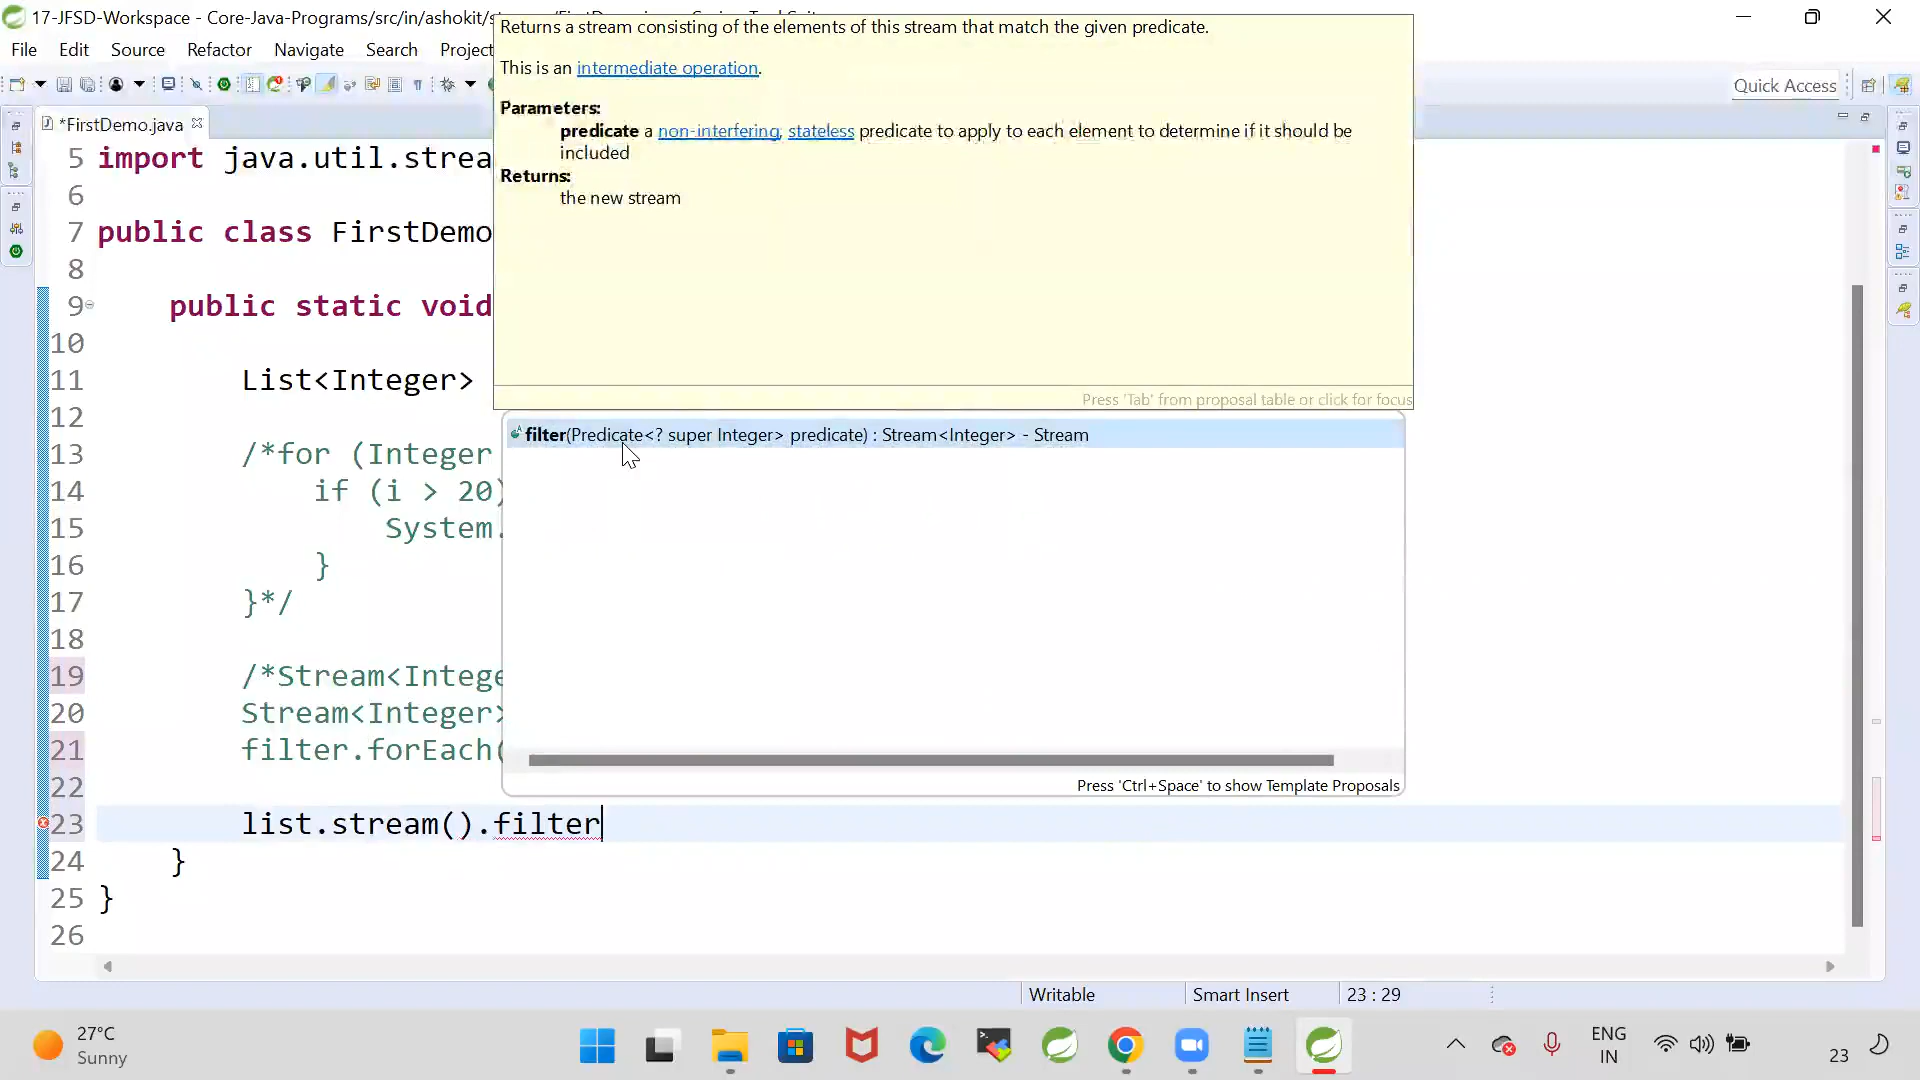 17-JFSD-Workspace - Core-Java-Programs/src/in/ashokit/
File Edit Source Refactor Navigate Search Project
Quick Access
*FirstDemo.java
Returns a stream consisting of the elements of this stream that match the given predicate.
This is an intermediate operation.
Parameters:
predicate a non-interfering, stateless predicate to apply to each element to determine if it should be
included
Returns:
the new stream
Press 'Tab' from proposal table or click for focus
filter(Predicate<? super Integer> predicate) : Stream<Integer> - Stream
Press 'Ctrl+Space' to show Template Proposals
5 import java.util.strea
6
7 public class FirstDemo
8
9 public static void
10
11 List<Integer>
12
13 /*for (Integer
14 if (i > 20)
15 System.
16 }
17 }*/
18
19 /*Stream<Intege
20 Stream<Integer>
21 filter.forEach(
22
23 list.stream().filter
24 }
25 }
26
Writable Smart Insert 23 : 29
27°C
Sunny
ENG
IN
23